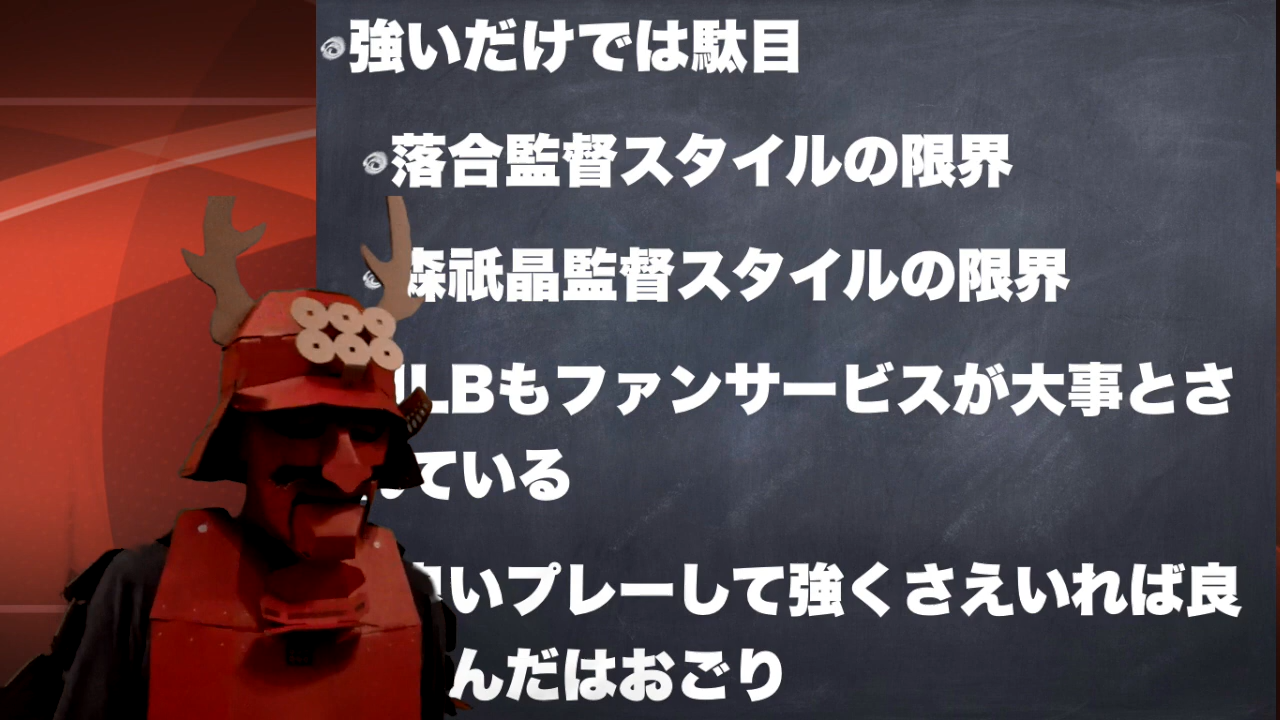 強いだけでは駄目
落合監督スタイルの限界
森祇晶監督スタイルの限界
LBもファンサービスが大事とさ
ている
いプレーして強くさえいれば良
んだはおごり